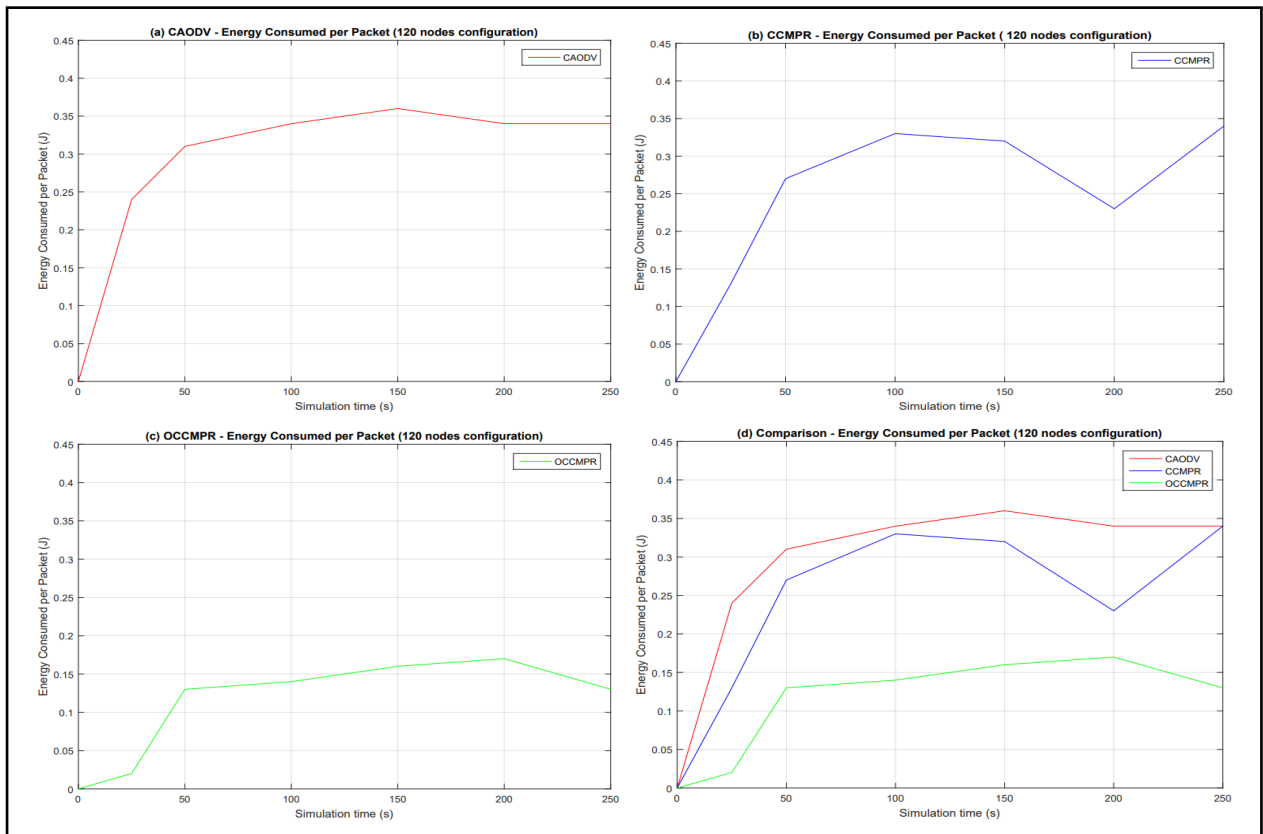 (a) CAODV - Energy Consumed per Packet (120 nodes configuration)
CAODV
Energy Consumed per Packet (J)
0.45
0.4
0.35
0.3
0.25
0.2
0.15
0.1
0.05
0
0 50 100 150 200 250
Simulation time (s)
(b) CCMPR - Energy Consumed per Packet ( 120 nodes configuration)
CCMPR
Energy Consumed per Packet (J)
0.45
0.4
0.35
0.3
0.25
0.2
0.15
0.1
0.05
0
0 50 100 150 200 250
Simulation time (s)
(c) OCCMPR - Energy Consumed per Packet (120 nodes configuration)
OCCMPR
Energy Consumed per Packet (J)
0.45
0.4
0.35
0.3
0.25
0.2
0.15
0.1
0.05
0
0 50 100 150 200 250
Simulation time (s)
(d) Comparison - Energy Consumed per Packet (120 nodes configuration)
CAODV
CCMPR
OCCMPR
Energy Consumed per Packet (J)
0.45
0.4
0.35
0.3
0.25
0.2
0.15
0.1
0.05
0
0 50 100 150 200 250
Simulation time (s)